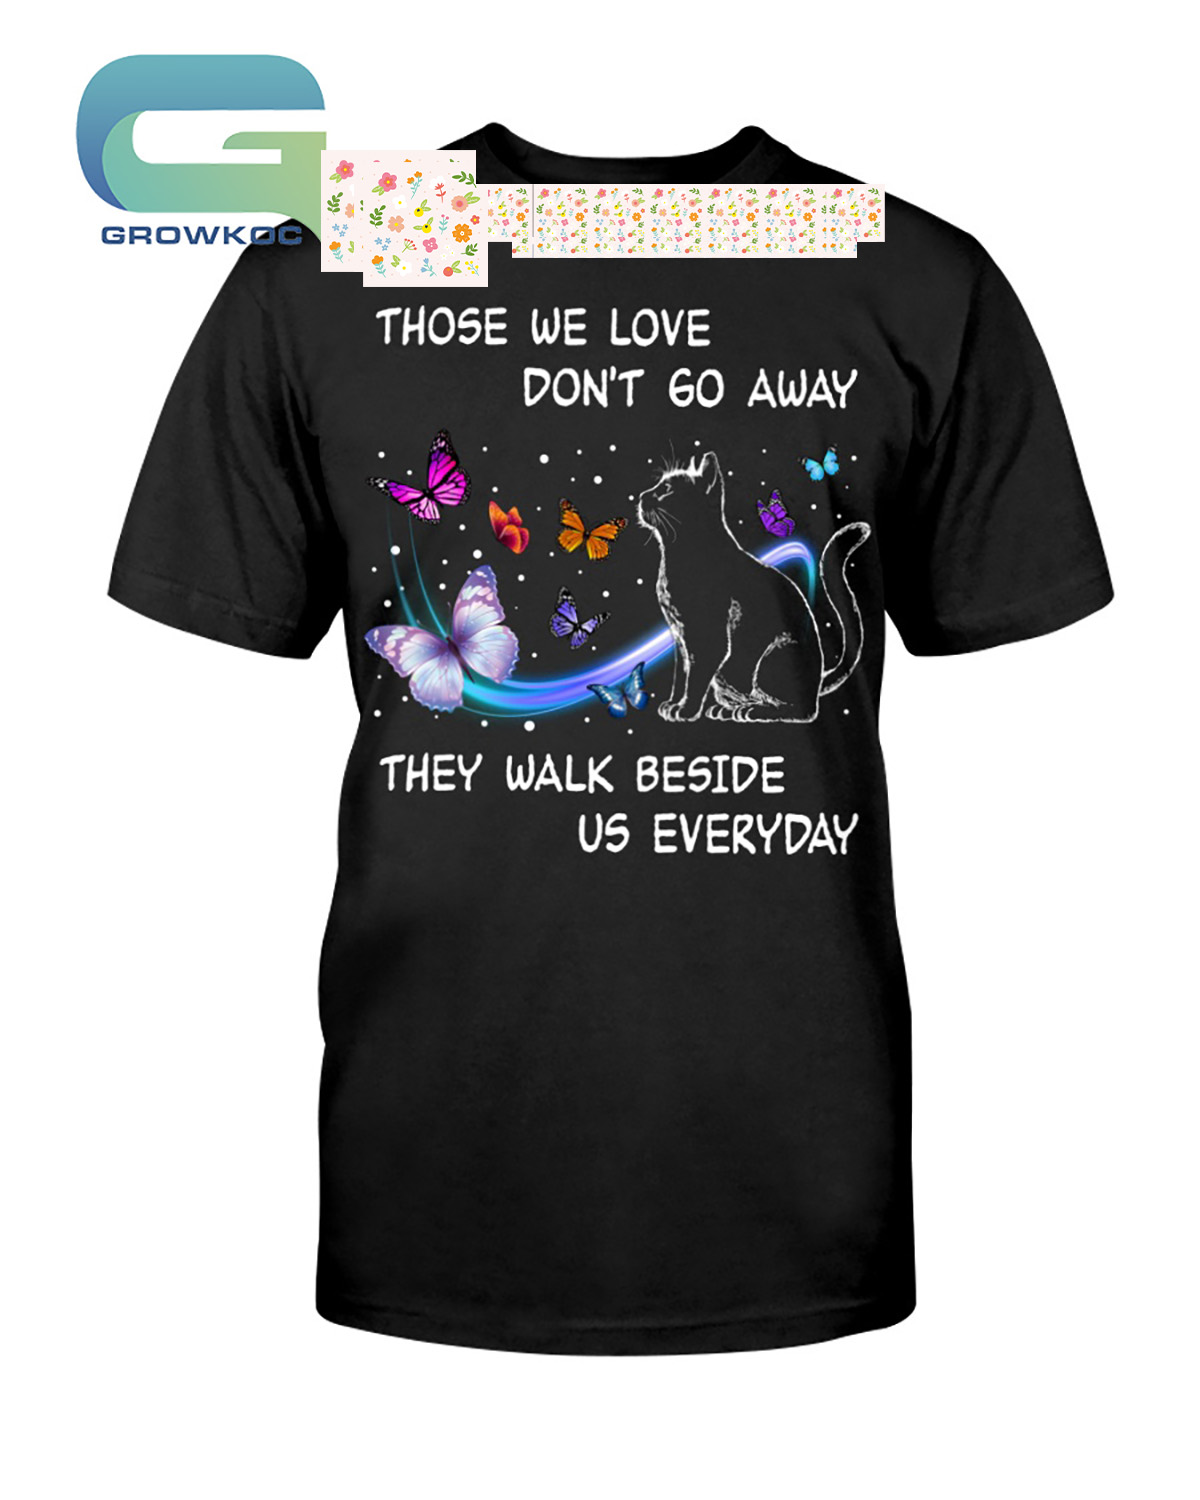 GROWKOC
THOSE WE LOVE
DON'T GO AWAY
THEY WALK BESIDE
US EVERYDAY